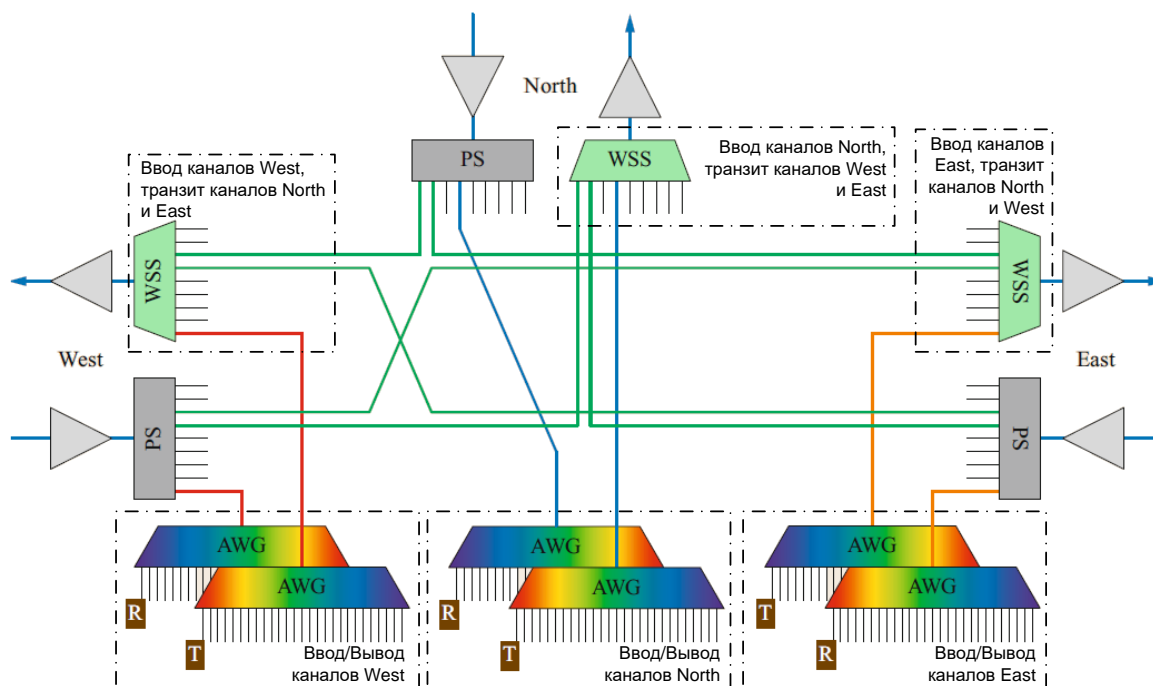 North
PS
WSS
Ввод каналов North,
транзит каналов West
и East
Ввод каналов West,
транзит каналов North
и East
WSS
Ввод каналов
East, транзит
каналов
North
и West
WSS
West
East
PS
PS
AWG
AWG
R
T
Ввод/Вывод
каналов West
AWG
AWG
R
T
Ввод/Вывод
каналов North
AWG
AWG
T
R
Ввод/Вывод
каналов East